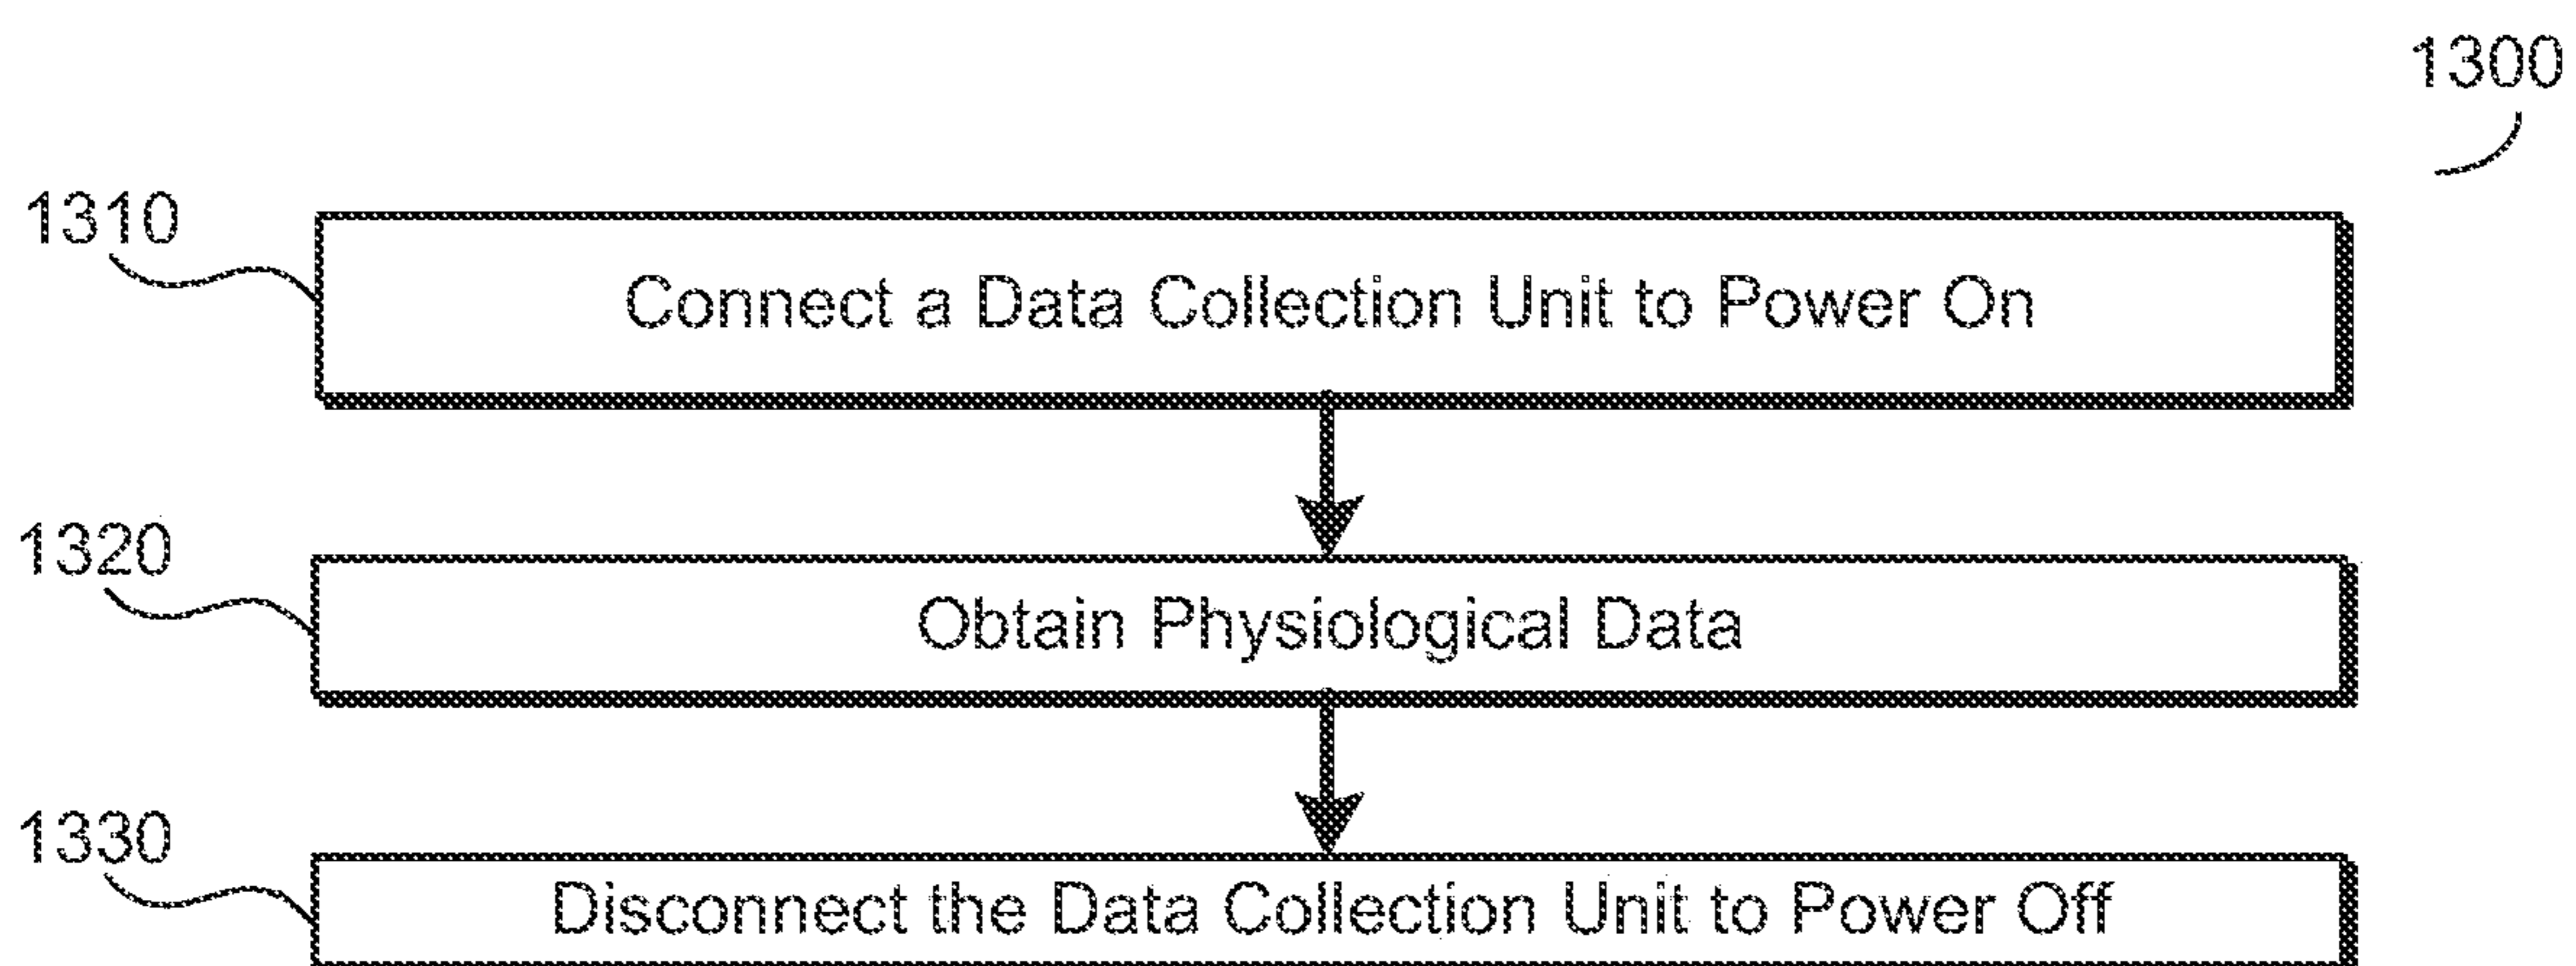 1300
1310
Connect a Data Collection Unit to Power On
1320
Obtain Physiological Data
1330
Disconnect the Data Collection Unit to Power Off